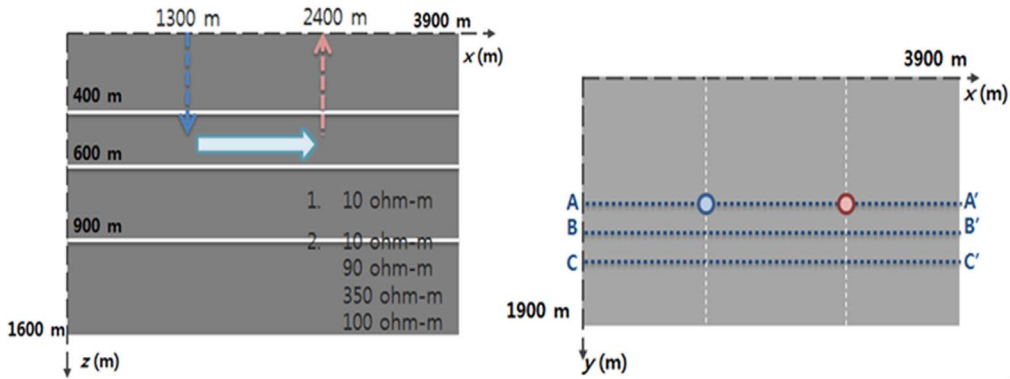 1300 m 2400 m 3900 m
x (m)
400 m
600 m
1. 10 ohm-m
900 m
2. 10 ohm-m
90 ohm-m
350 ohm-m
100 ohm-m
1600 m
z (m)
3900 m
x (m)
A A'
B B'
C C'
1900 m
y (m)